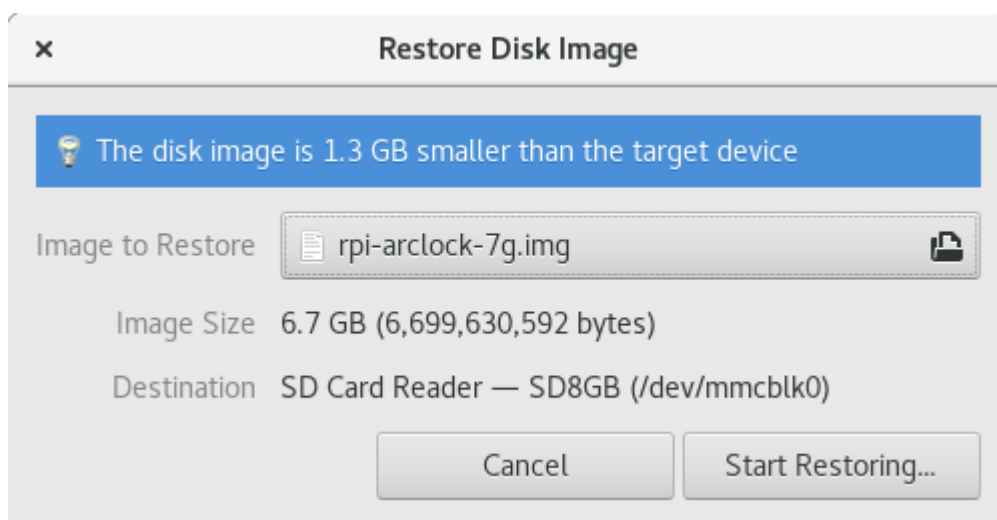 Restore Disk Image
The disk image is 1.3 GB smaller than the target device
Image to Restore rpi-arclock-7g.img
Image Size 6.7 GB (6,699,630,592 bytes)
Destination SD Card Reader — SD8GB (/dev/mmcblk0)
Cancel Start Restoring...